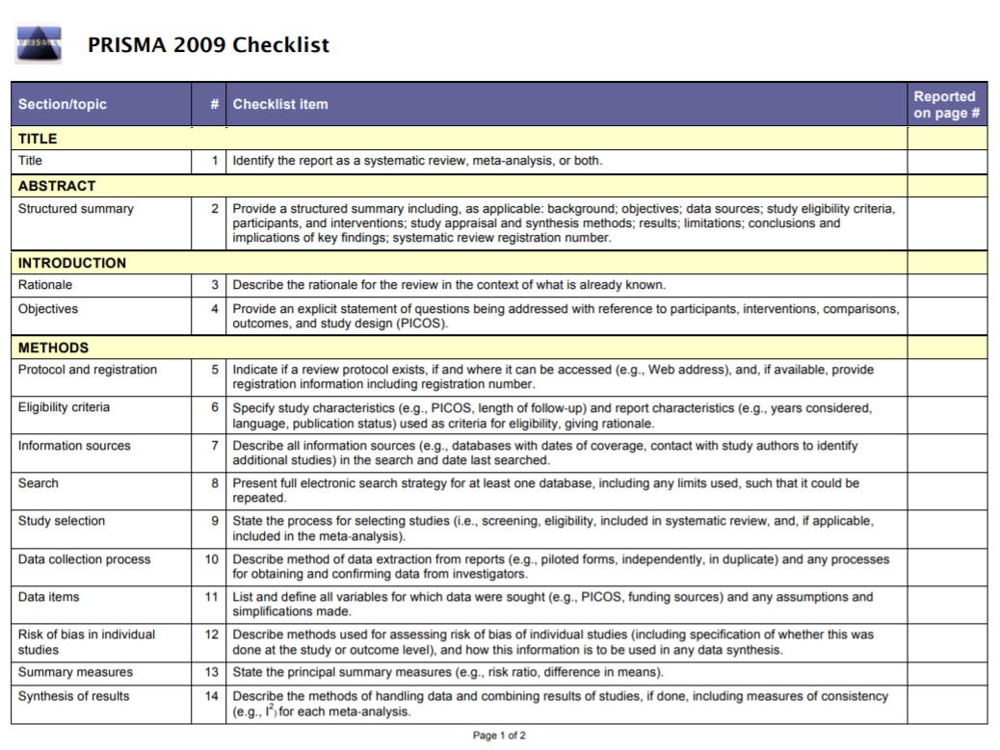 PRISMA 2009 Checklist
Section/topic # Checklist item Reported on page #
TITLE
Title 1 Identify the report as a systematic review, meta-analysis, or both.
ABSTRACT
Structured summary 2 Provide a structured summary including, as applicable: background; objectives; data sources; study eligibility criteria,
participants, and interventions; study appraisal and synthesis methods; results; limitations; conclusions and
implications of key findings; systematic review registration number.
INTRODUCTION
Rationale 3 Describe the rationale for the review in the context of what is already known.
Objectives 4 Provide an explicit statement of questions being addressed with reference to participants, interventions, comparisons,
outcomes, and study design (PICOS).
METHODS
Protocol and registration 5 Indicate if a review protocol exists, if and where it can be accessed (e.g., Web address), and, if available, provide
registration information including registration number.
Eligibility criteria 6 Specify study characteristics (e.g., PICOS, length of follow-up) and report characteristics (e.g., years considered,
language, publication status) used as criteria for eligibility, giving rationale.
Information sources 7 Describe all information sources (e.g., databases with dates of coverage, contact with study authors to identify
additional studies) in the search and date last searched.
Search 8 Present full electronic search strategy for at least one database, including any limits used, such that it could be
repeated.
Study selection 9 State the process for selecting studies (i.e., screening, eligibility, included in systematic review, and, if applicable,
included in the meta-analysis).
Data collection process 10 Describe method of data extraction from reports (e.g., piloted forms, independently, in duplicate) and any processes
for obtaining and confirming data from investigators.
Data items 11 List and define all variables for which data were sought (e.g., PICOS, funding sources) and any assumptions and
simplifications made.
Risk of bias in individual studies 12 Describe methods used for assessing risk of bias of individual studies (including specification of whether this was
done at the study or outcome level), and how this information is to be used in any data synthesis.
Summary measures 13 State the principal summary measures (e.g., risk ratio, difference in means).
Synthesis of results 14 Describe the methods of handling data and combining results of studies, if done, including measures of consistency
(e.g., I²) for each meta-analysis.
Page 1 of 2